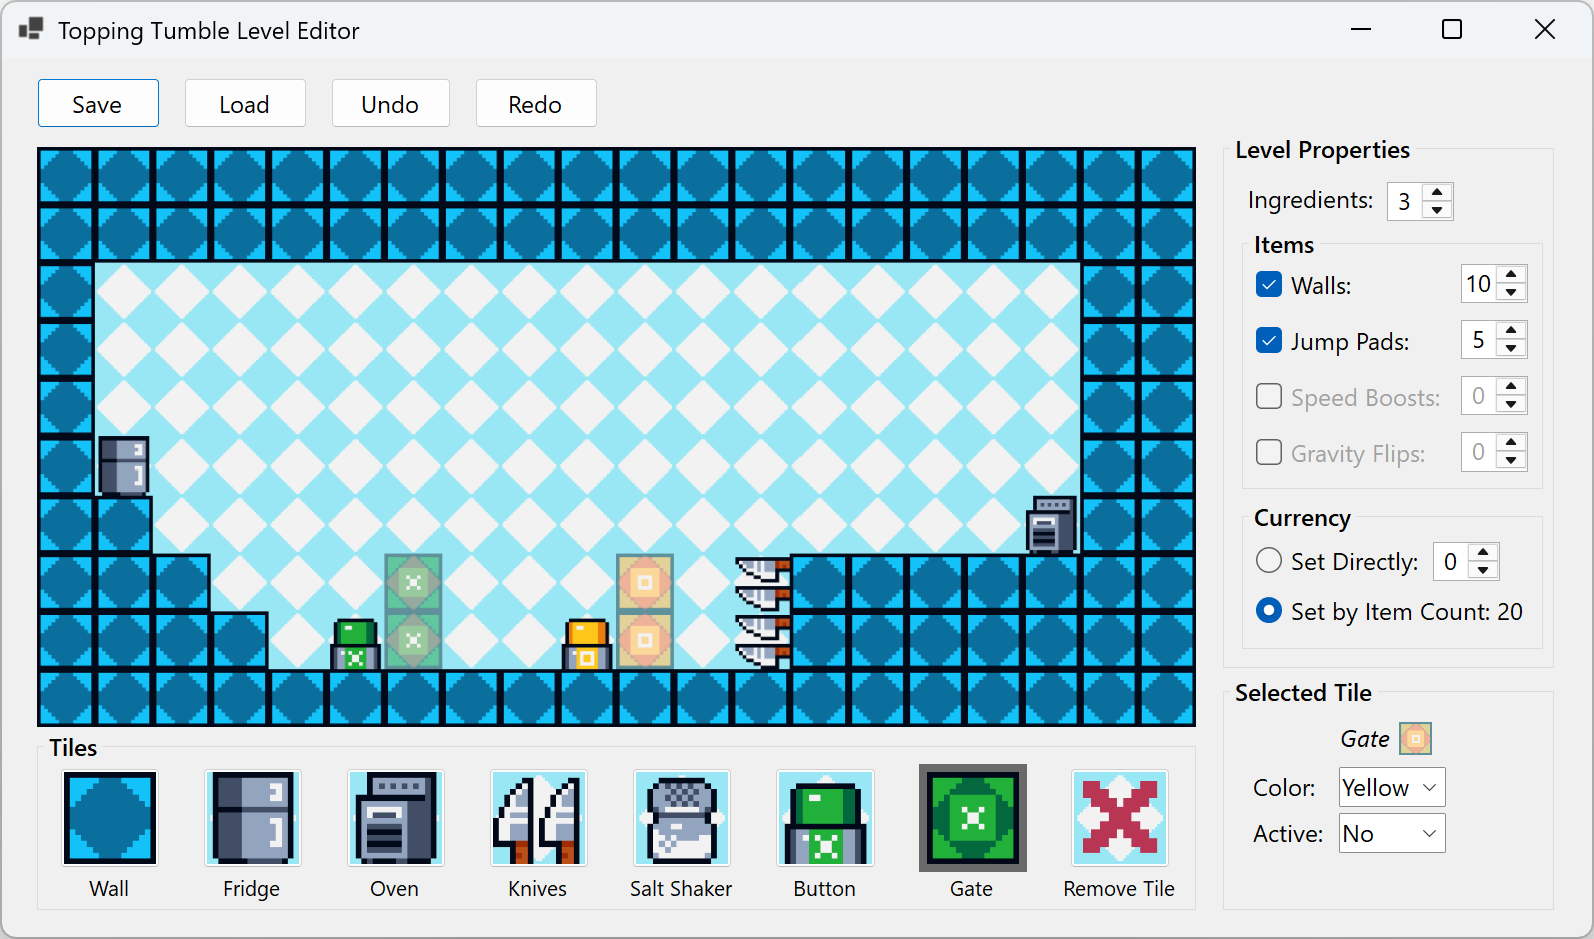 Topping Tumble Level Editor
Save
Load
Undo
Redo
Level Properties
Ingredients: 3
Items
Walls: 10
Jump Pads: 5
Speed Boosts: 0
Gravity Flips: 0
Currency
Set Directly: 0
Set by Item Count: 20
Selected Tile
Gate
Color: Yellow
Active: No
Tiles
Wall
Fridge
Oven
Knives
Salt Shaker
Button
Gate
Remove Tile